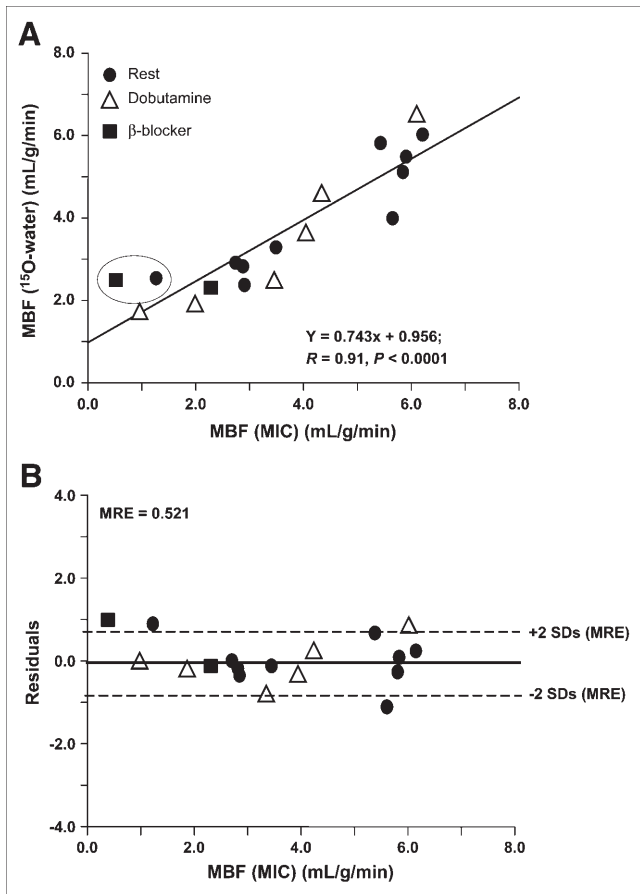 A
8.0
6.0
4.0
2.0
0.0
MBF (¹⁵O-water) (mL/g/min)
Rest
Dobutamine
β-blocker
Y = 0.743x + 0.956;
R = 0.91, P < 0.0001
0.0 2.0 4.0 6.0 8.0
MBF (MIC) (mL/g/min)
B
4.0
2.0
0.0
-2.0
-4.0
Residuals
MRE = 0.521
+2 SDs (MRE)
-2 SDs (MRE)
0.0 2.0 4.0 6.0 8.0
MBF (MIC) (mL/g/min)